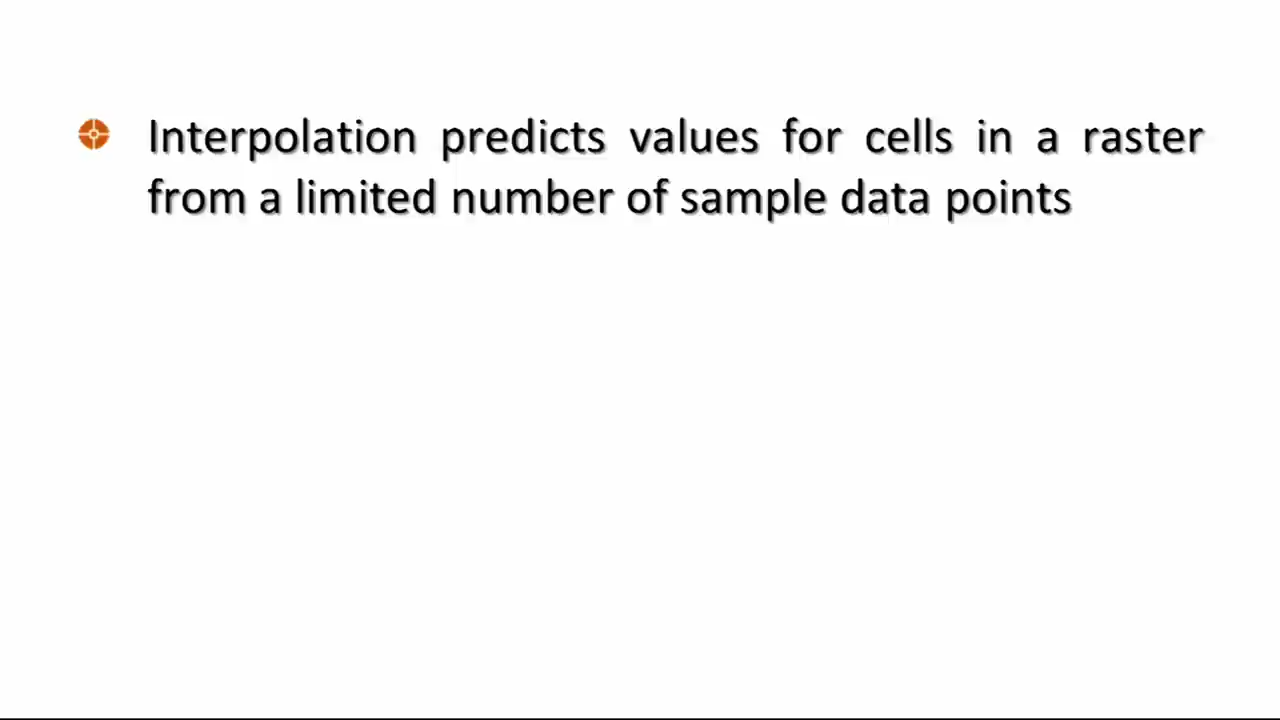 Interpolation predicts values for cells in a raster
from a limited number of sample data points